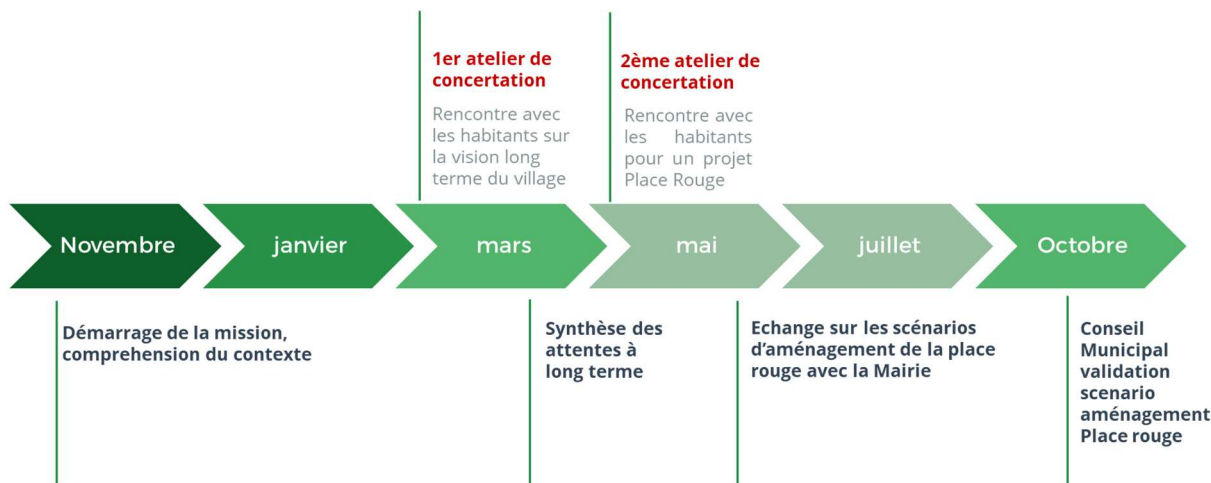 1er atelier de
concertation
Rencontre avec
les habitants sur
la vision long
terme du village
2ème atelier de
concertation
Rencontre avec
les habitants
pour un projet
Place Rouge
Novembre
janvier
mars
mai
juillet
Octobre
Démarrage de la mission,
comprehension du contexte
Synthèse des
attentes à
long terme
Echange sur les scénarios
d’aménagement de la place
rouge avec la Mairie
Conseil
Municipal
validation
scenario
aménagement
Place rouge